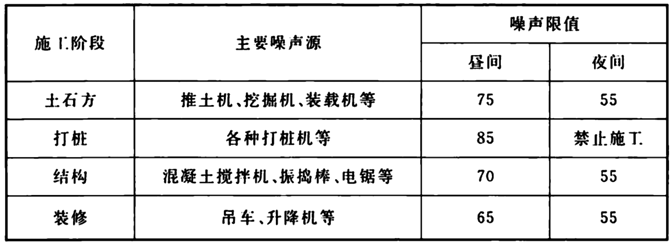 施工阶段 主要噪声源 噪声限值
昼间 夜间
土石方 推土机、挖掘机、装载机等 75 55
打桩 各种打桩机等 85 禁止施工
结构 混凝土搅拌机、振捣棒、电锯等 70 55
装修 吊车、升降机等 65 55